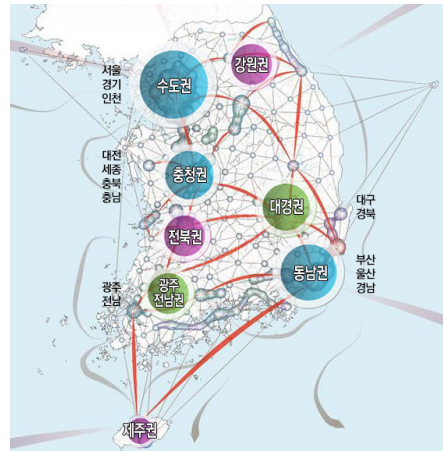 강원권
수도권
서울
경기
인천
대전
세종
충북
충남
충청권
대경권
대구
경북
전북권
동남권
부산
울산
경남
광주
전남
광주
전남권
제주권